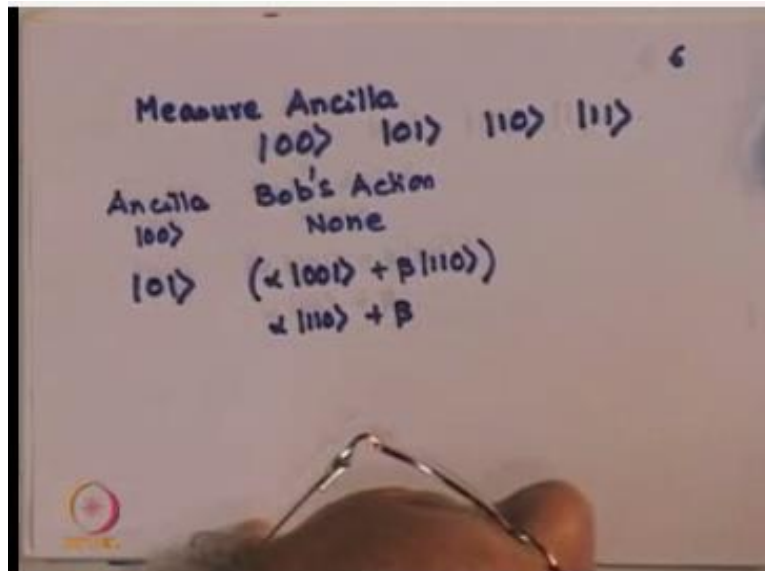 6
Measure Ancilla
|00⟩ |01⟩ |10⟩ |11⟩
Ancilla Bob's Action
|00⟩ None
|01⟩ (α|001⟩ + β|110⟩)
α|110⟩ + β